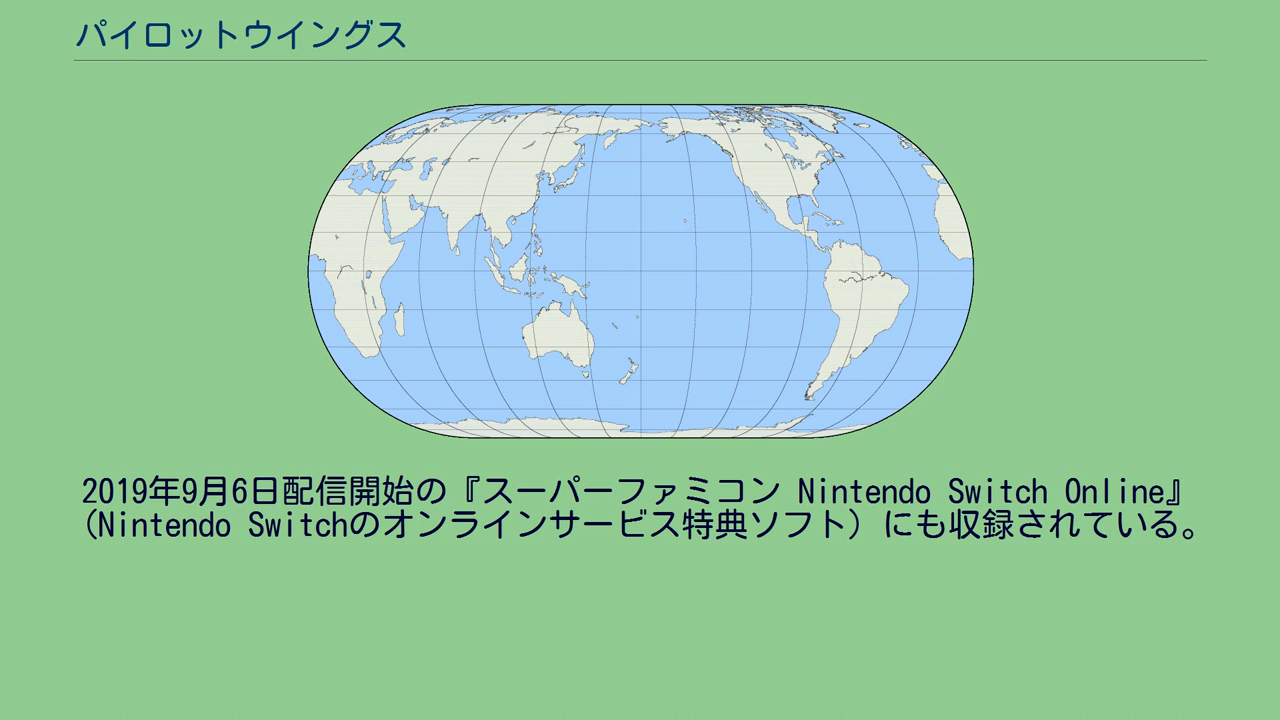 パイロットウイングス
2019年9月6日配信開始の『スーパーファミコン Nintendo Switch Online』
（Nintendo Switchのオンラインサービス特典ソフト）にも収録されている。